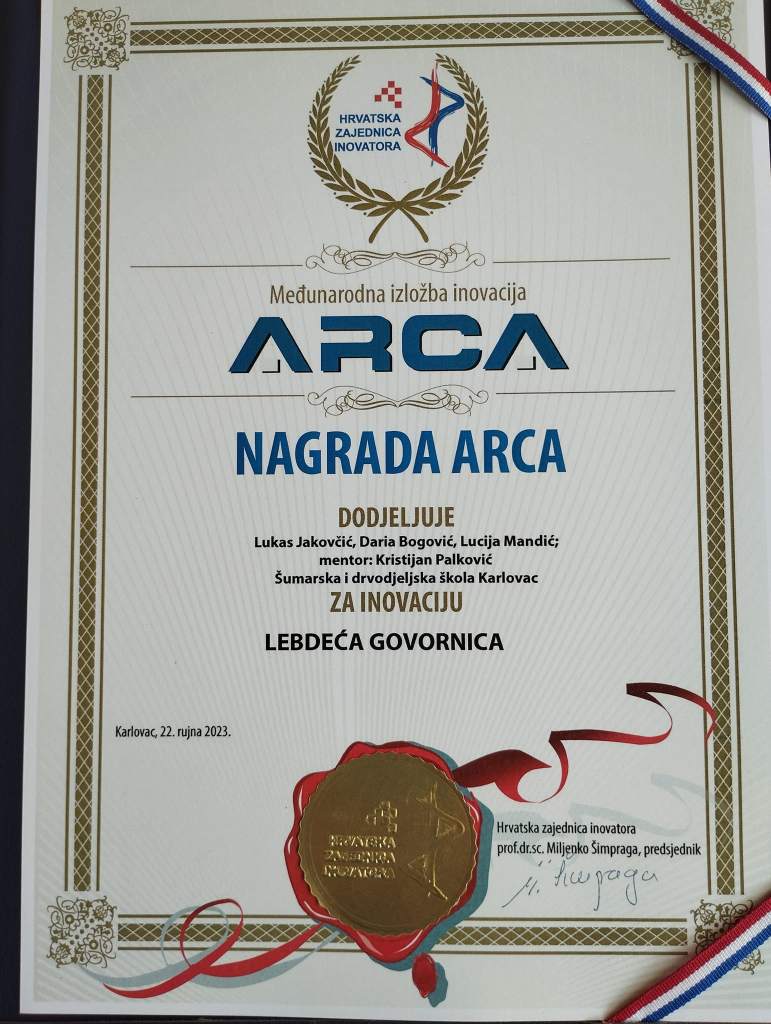 HRVATSKA
ZAJEDNICA
INOVATORA
Međunarodna izložba inovacija
ARCA
NAGRADA ARCA
DODJELJUJE
Lukas Jakovčić, Daria Bogović, Lucija Mandić;
mentor: Kristijan Palković
Šumarska i drvodjeljska škola Karlovac
ZA INOVACIJU
LEBDEĆA GOVORNICA
Karlovac, 22. rujna 2023.
HRVATSKA
ZAJEDNICA
INOVATORA
Hrvatska zajednica inovatora
prof.dr.sc. Miljenko Šimpraga, predsjednik
M. Šimpraga